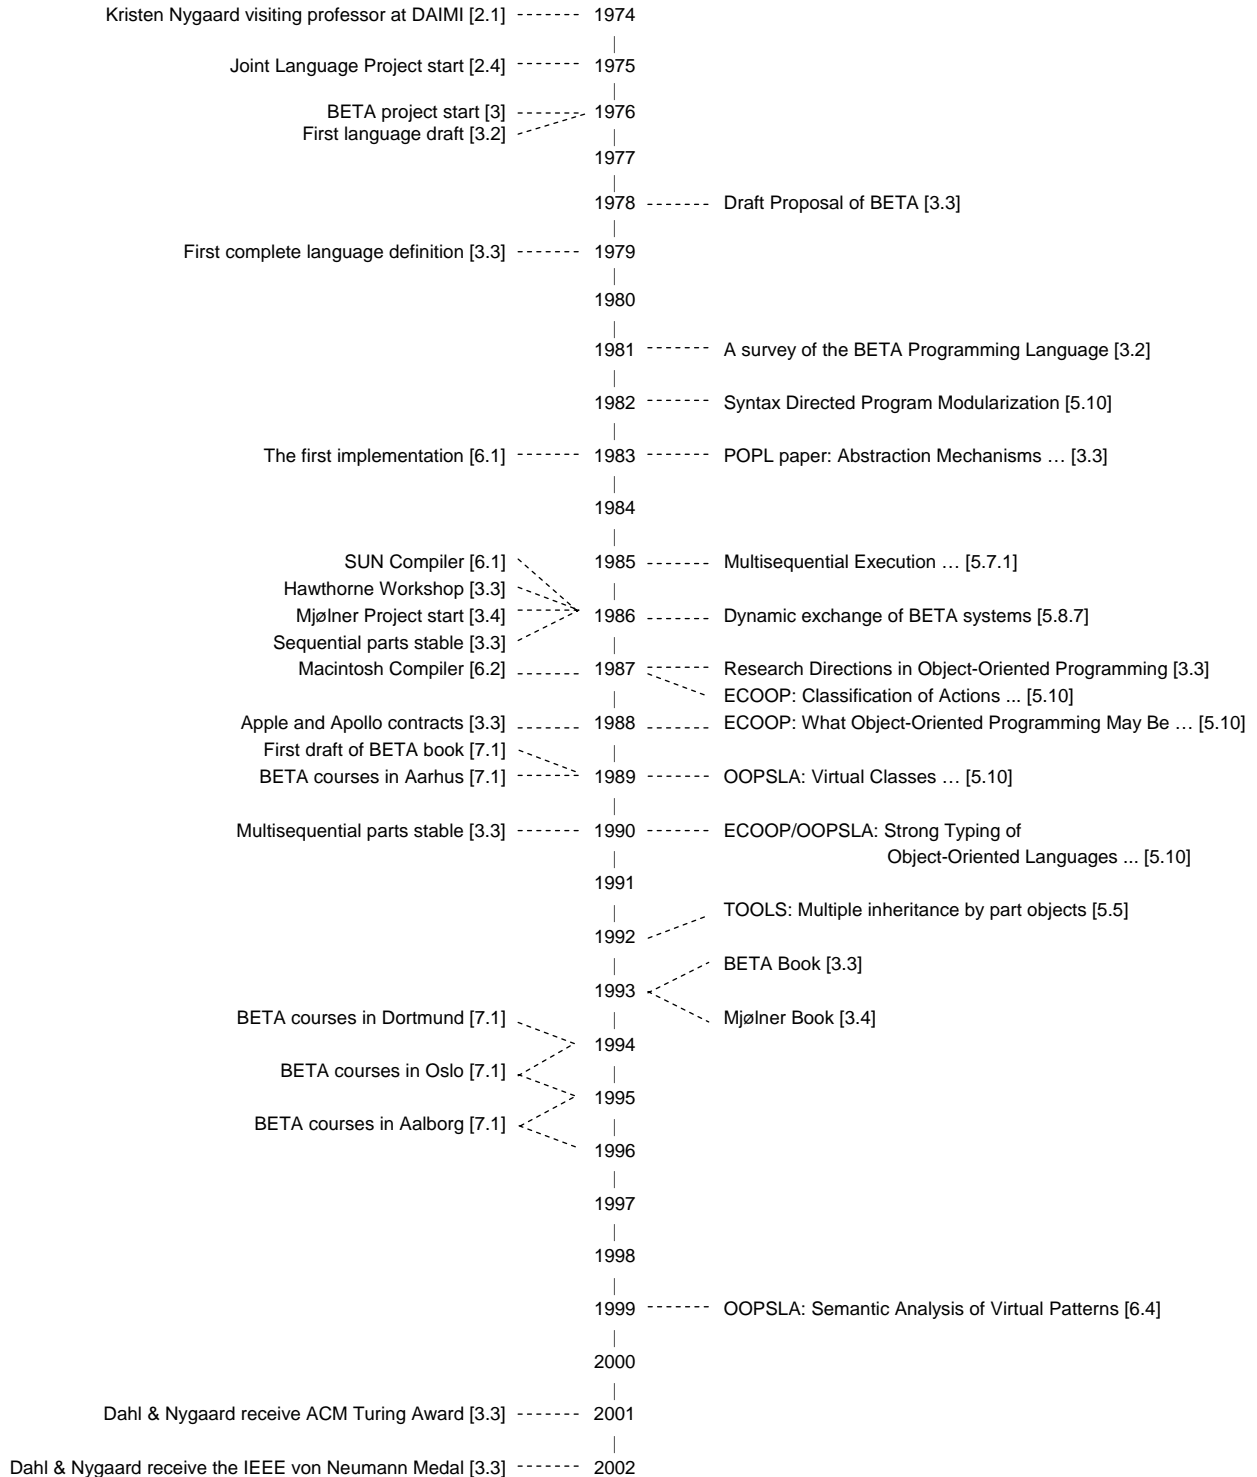 Kristen Nygaard visiting professor at DAIMI [2.1] 1974
Joint Language Project start [2.4] 1975
BETA project start [3] 1976
First language draft [3.2]
1977
1978 Draft Proposal of BETA [3.3]
First complete language definition [3.3] 1979
1980
1981 A survey of the BETA Programming Language [3.2]
1982 Syntax Directed Program Modularization [5.10]
The first implementation [6.1] 1983 POPL paper: Abstraction Mechanisms … [3.3]
1984
SUN Compiler [6.1] 1985 Multisequential Execution … [5.7.1]
Hawthorne Workshop [3.3]
Mjølner Project start [3.4] 1986 Dynamic exchange of BETA systems [5.8.7]
Sequential parts stable [3.3]
Macintosh Compiler [6.2] 1987 Research Directions in Object-Oriented Programming [3.3]
ECOOP: Classification of Actions ... [5.10]
Apple and Apollo contracts [3.3] 1988 ECOOP: What Object-Oriented Programming May Be … [5.10]
First draft of BETA book [7.1]
BETA courses in Aarhus [7.1] 1989 OOPSLA: Virtual Classes … [5.10]
Multisequential parts stable [3.3] 1990 ECOOP/OOPSLA: Strong Typing of
Object-Oriented Languages ... [5.10]
1991
TOOLS: Multiple inheritance by part objects [5.5]
1992
BETA Book [3.3]
1993
BETA courses in Dortmund [7.1] Mjølner Book [3.4]
1994
BETA courses in Oslo [7.1]
1995
BETA courses in Aalborg [7.1]
1996
1997
1998
1999 OOPSLA: Semantic Analysis of Virtual Patterns [6.4]
2000
Dahl & Nygaard receive ACM Turing Award [3.3] 2001
Dahl & Nygaard receive the IEEE von Neumann Medal [3.3] 2002